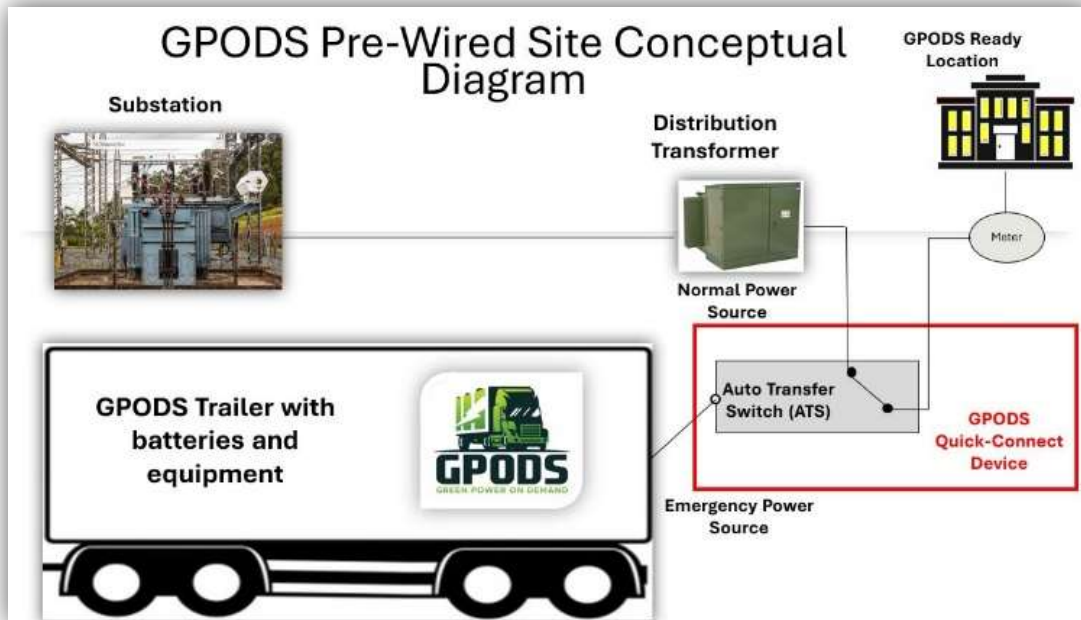 GPODS Pre-Wired Site Conceptual
Diagram
GPODS Ready
Location
Substation
Distribution
Transformer
Meter
Normal Power
Source
GPODS Trailer with
batteries and
equipment
GPODS
GREEN POWER ON DEMAND
Auto Transfer
Switch (ATS)
GPODS
Quick-Connect
Device
Emergency Power
Source